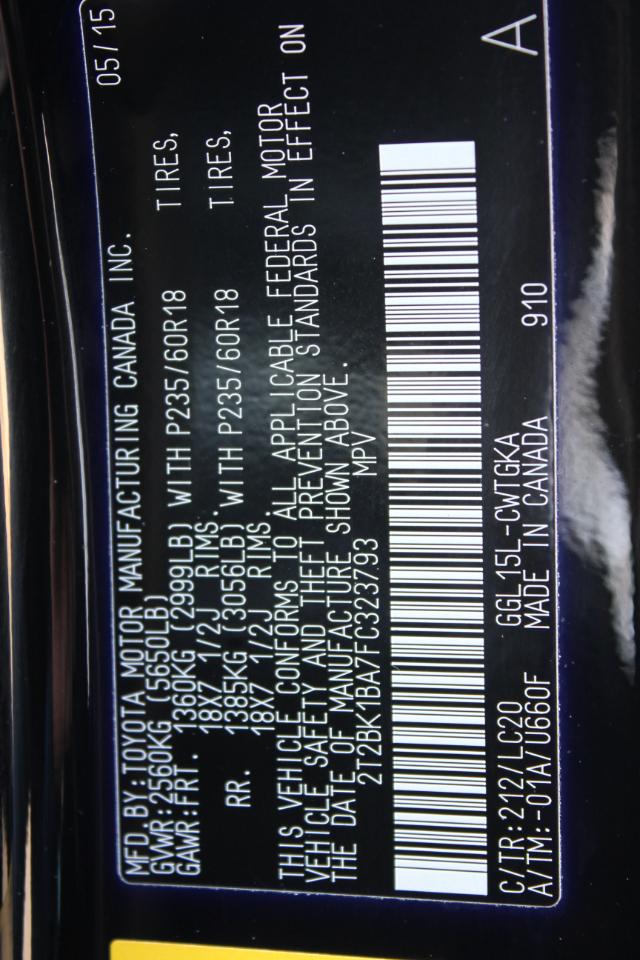 MFD.BY:TOYOTA MOTOR MANUFACTURING CANADA INC. 05/15
GVWR:2560KG (5650LB)
GAWR:FRT. 1360KG (2999LB) WITH P235/60R18 TIRES,
18X7 1/2J RIMS.
RR. 1385KG (3056LB) WITH P235/60R18 TIRES,
18X7 1/2J RIMS
THIS VEHICLE CONFORMS TO ALL APPLICABLE FEDERAL MOTOR
VEHICLE SAFETY AND THEFT PREVENTION STANDARDS IN EFFECT ON
THE DATE OF MANUFACTURE SHOWN ABOVE.
2T2BK1BA7FC323793 MPV
C/TR:212/LC20 GGL15L-CWTGKA A
A/TM:-01A/U660F MADE IN CANADA 910